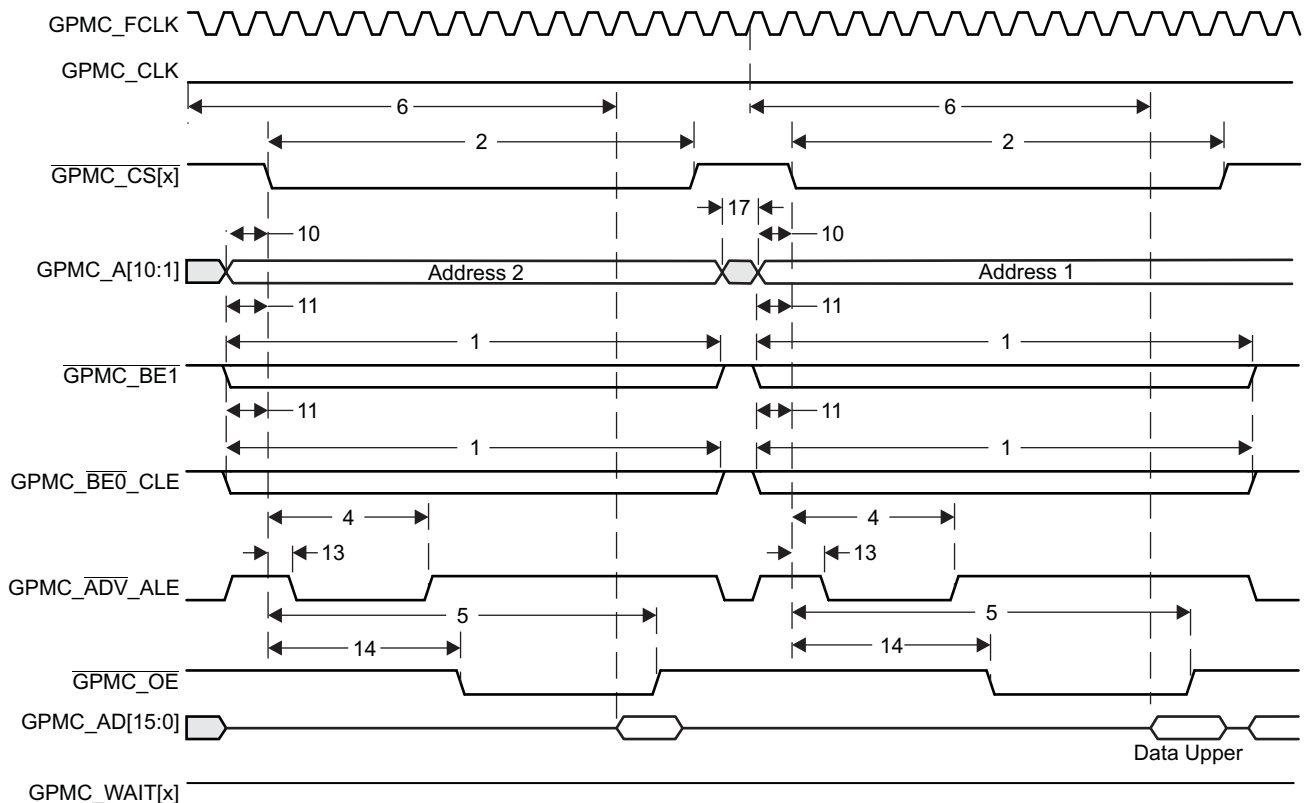 GPMC_FCLK
GPMC_CLK
6 6
2 2
GPMC_CS[x]
17
10 10
GPMC_A[10:1] Address 2 Address 1
11 11
1 1
GPMC_BE1
11 11
1 1
GPMC_BE0_CLE
4 4
13 13
GPMC_ADV_ALE
5 5
14 14
GPMC_OE
GPMC_AD[15:0]
Data Upper
GPMC_WAIT[x]